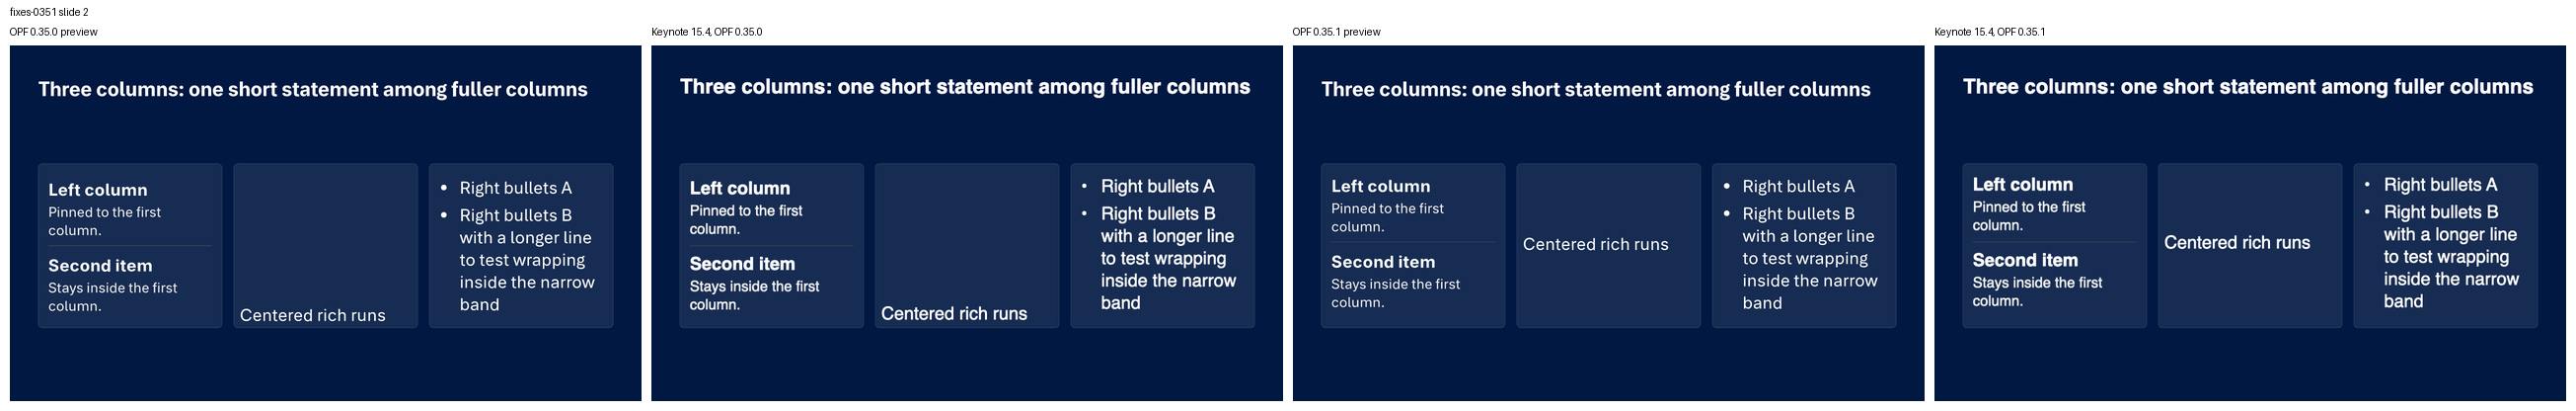 fixes-0351 slide 2
OPF 0.35.0 preview
Three columns: one short statement among fuller columns
Left column
Pinned to the first
column.
Second item
Stays inside the first
column.
Centered rich runs
• Right bullets A
• Right bullets B
with a longer line
to test wrapping
inside the narrow
band
Keynote 15.4, OPF 0.35.0
Three columns: one short statement among fuller columns
Left column
Pinned to the first
column.
Second item
Stays inside the first
column.
Centered rich runs
• Right bullets A
• Right bullets B
with a longer line
to test wrapping
inside the narrow
band
OPF 0.35.1 preview
Three columns: one short statement among fuller columns
Left column
Pinned to the first
column.
Second item
Stays inside the first
column.
Centered rich runs
• Right bullets A
• Right bullets B
with a longer line
to test wrapping
inside the narrow
band
Keynote 15.4, OPF 0.35.1
Three columns: one short statement among fuller columns
Left column
Pinned to the first
column.
Second item
Stays inside the first
column.
Centered rich runs
• Right bullets A
• Right bullets B
with a longer line
to test wrapping
inside the narrow
band